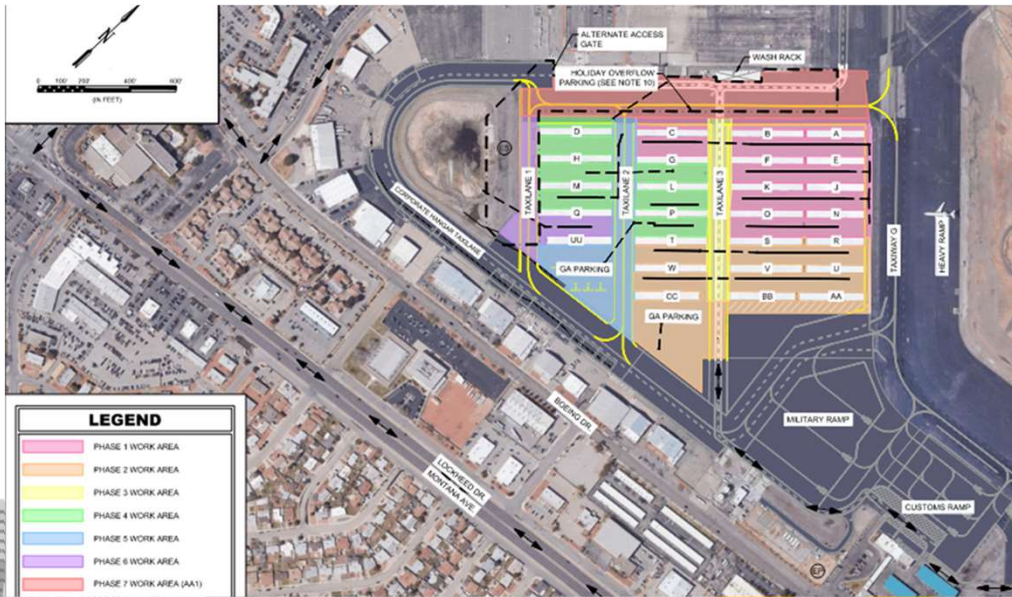 N
0 100' 200' 400' 600'
(IN FEET)
ALTERNATE ACCESS
GATE
WASH RACK
HOLIDAY OVERFLOW
PARKING (SEE NOTE 10)
D
C
B
A
H
G
F
E
M
L
K
J
Q
P
O
N
UU
T
S
R
W
V
U
CC
BB
AA
TAXILANE 1
TAXILANE 2
TAXILANE 3
TAXIWAY G
HEAVY RAMP
CORPORATE HANGAR TAXILANE
GA PARKING
GA PARKING
MILITARY RAMP
CUSTOMS RAMP
BOEING DR.
LOCKHEED DR.
MONTANA AVE.
EP
LEGEND
PHASE 1 WORK AREA
PHASE 2 WORK AREA
PHASE 3 WORK AREA
PHASE 4 WORK AREA
PHASE 5 WORK AREA
PHASE 6 WORK AREA
PHASE 7 WORK AREA (AA1)